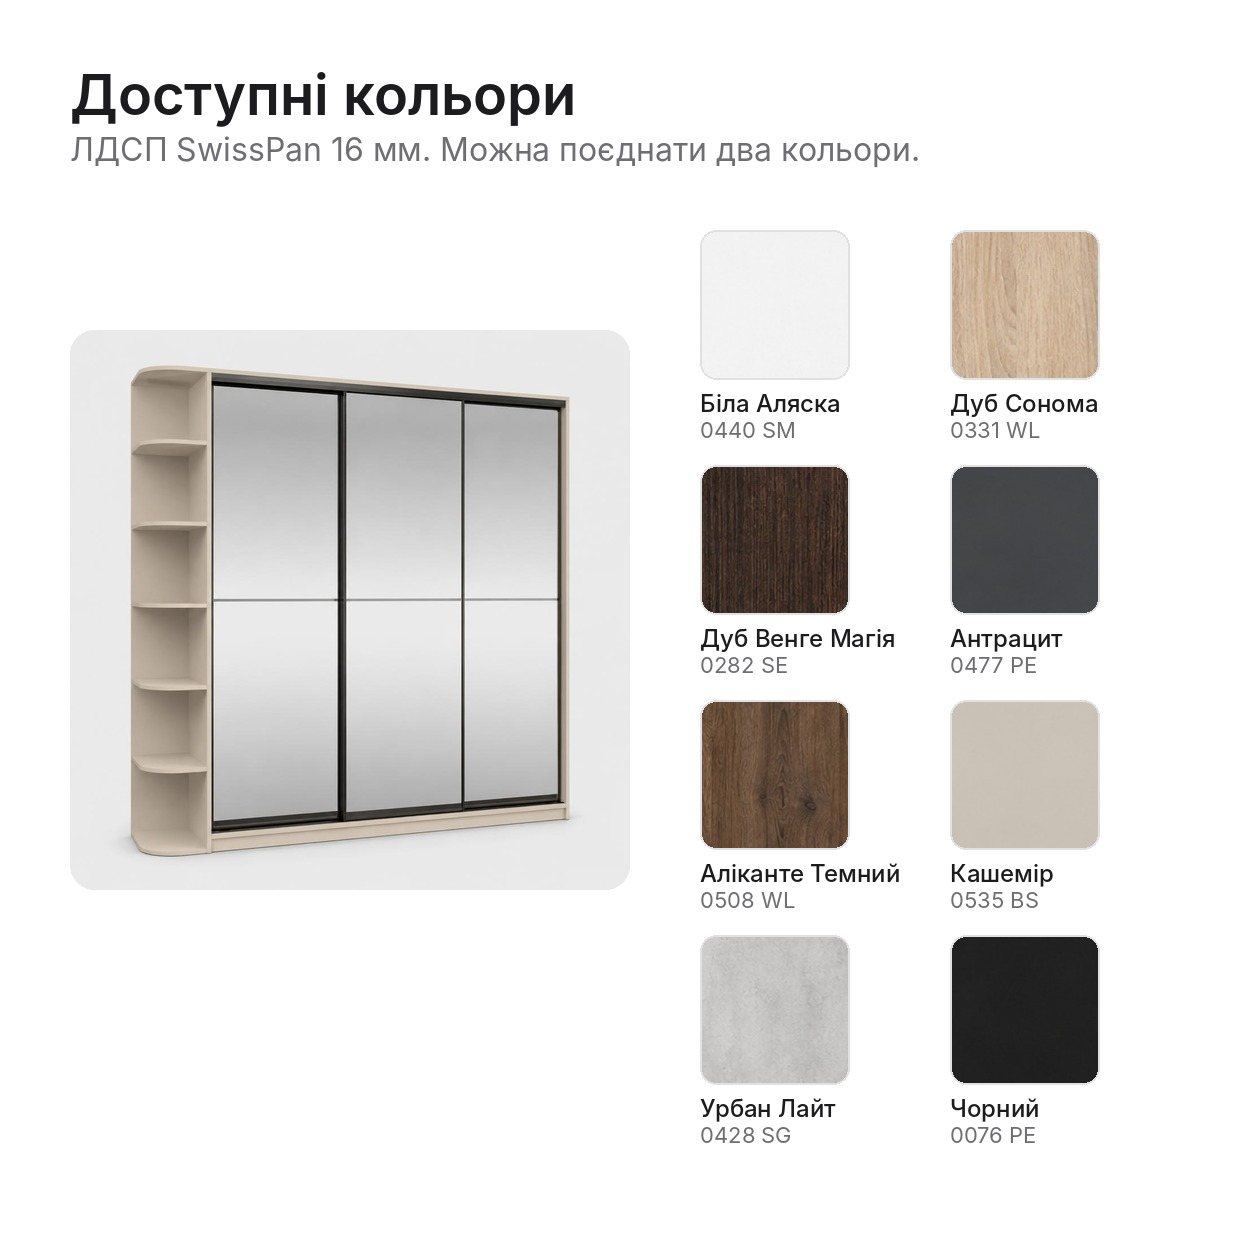 Доступні кольори
ЛДСП SwissPan 16 мм. Можна поєднати два кольори.
Біла Аляска
0440 SM
Дуб Сонома
0331 WL
Дуб Венге Магія
0282 SE
Антрацит
0477 PE
Аліканте Темний
0508 WL
Кашемір
0535 BS
Урбан Лайт
0428 SG
Чорний
0076 PE